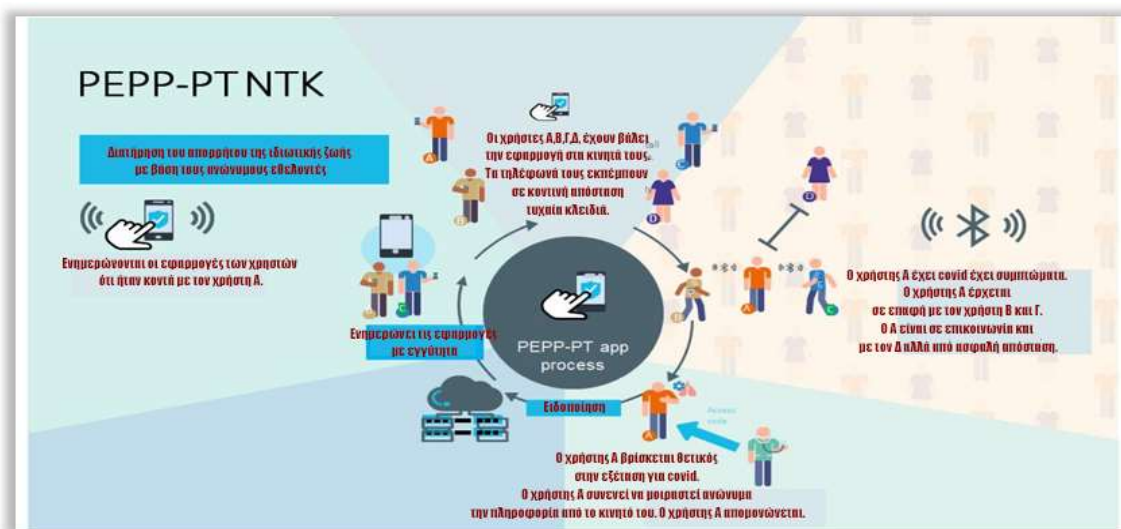 PEPP-PT NTK
Διατήρηση του απορρήτου της ιδιωτικής ζωής
με βάση τους ανώνυμους εθελοντές
Ενημερώνονται οι εφαρμογές των χρηστών
ότι ήταν κοντά με τον χρήστη Α.
Οι χρήστες Α,Β,Γ,Δ, έχουν βάλει
την εφαρμογή στα κινητά τους.
Τα τηλέφωνά τους εκπέμπουν
σε κοντινή απόσταση
τυχαία κλειδιά.
A
B
C
D
D
Ο χρήστης Α έχει covid έχει συμπτώματα.
Ο χρήστης Α έρχεται
σε επαφή με τον χρήστη Β και Γ.
Ο Α είναι σε επικοινωνία και
με τον Δ αλλά από ασφαλή απόσταση.
B
A
C
B
C
Ενημερώνει τις εφαρμογές
με εγγύτητα
PEPP-PT app
process
Ειδοποίηση
A
Access
code
Ο χρήστης Α βρίσκεται θετικός
στην εξέταση για covid.
Ο χρήστης Α συνενεί να μοιραστεί ανώνυμα
την πληροφορία από το κινητό του. Ο χρήστης Α απομονώνεται.